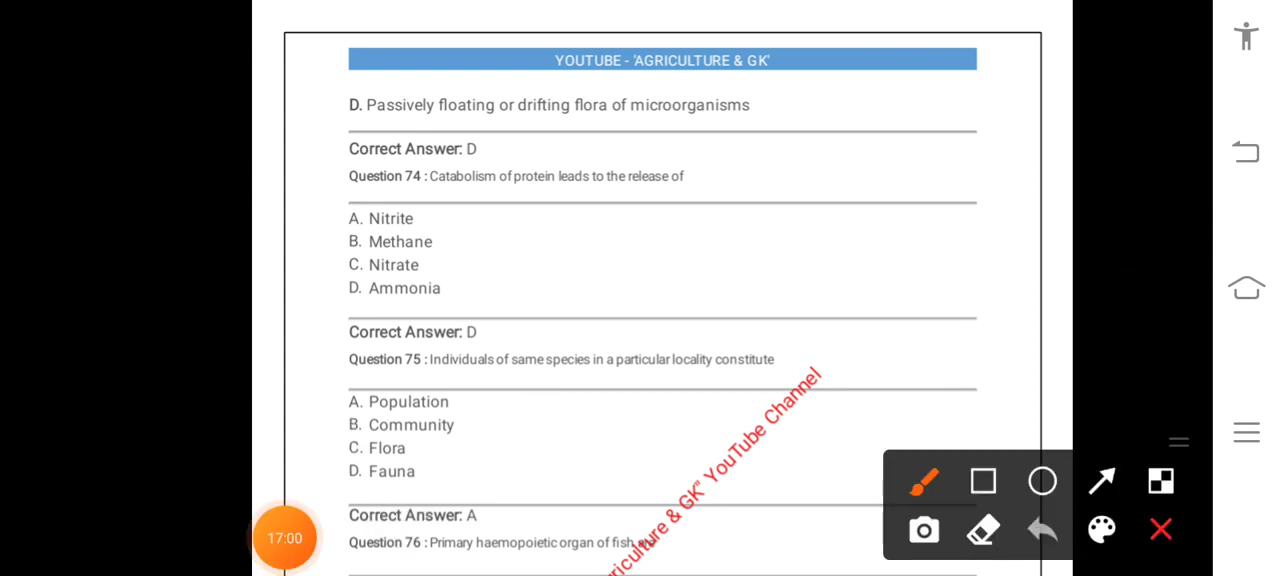 YOUTUBE - 'AGRICULTURE & GK'
D. Passively floating or drifting flora of microorganisms
Correct Answer: D
Question 74 : Catabolism of protein leads to the release of
A. Nitrite
B. Methane
C. Nitrate
D. Ammonia
Correct Answer: D
Question 75 : Individuals of same species in a particular locality constitute
A. Population
B. Community
C. Flora
D. Fauna
Correct Answer: A
Question 76 : Primary haemopoietic organ of fish are
riculture & GK" YouTube Channel
17:00